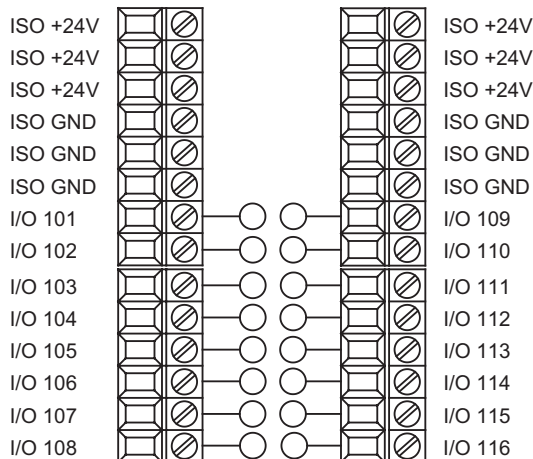 ISO +24V ISO +24V
ISO +24V ISO +24V
ISO +24V ISO +24V
ISO GND ISO GND
ISO GND ISO GND
ISO GND ISO GND
I/O 101 I/O 109
I/O 102 I/O 110
I/O 103 I/O 111
I/O 104 I/O 112
I/O 105 I/O 113
I/O 106 I/O 114
I/O 107 I/O 115
I/O 108 I/O 116